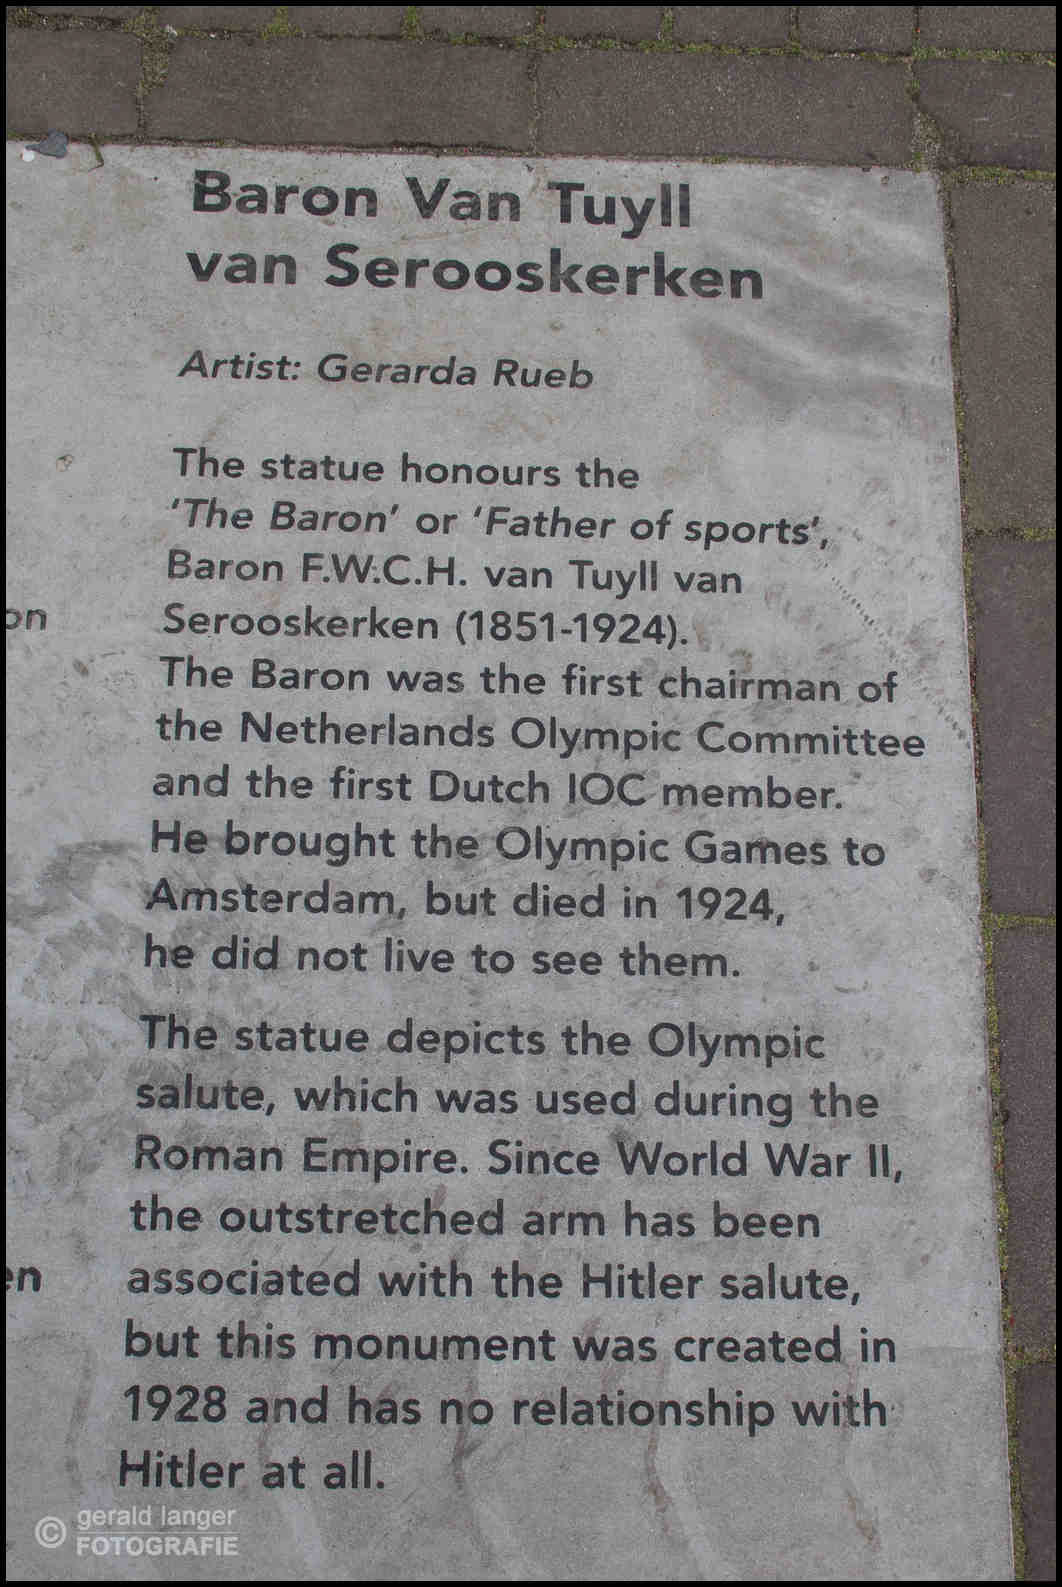 Baron Van Tuyll
van Serooskerken
Artist: Gerarda Rueb
The statue honours the
'The Baron' or 'Father of sports',
Baron F.W.C.H. van Tuyll van
Serooskerken (1851-1924).
The Baron was the first chairman of
the Netherlands Olympic Committee
and the first Dutch IOC member.
He brought the Olympic Games to
Amsterdam, but died in 1924,
he did not live to see them.
The statue depicts the Olympic
salute, which was used during the
Roman Empire. Since World War II,
the outstretched arm has been
associated with the Hitler salute,
but this monument was created in
1928 and has no relationship with
Hitler at all.
on
en
© gerald langer
FOTOGRAFIE